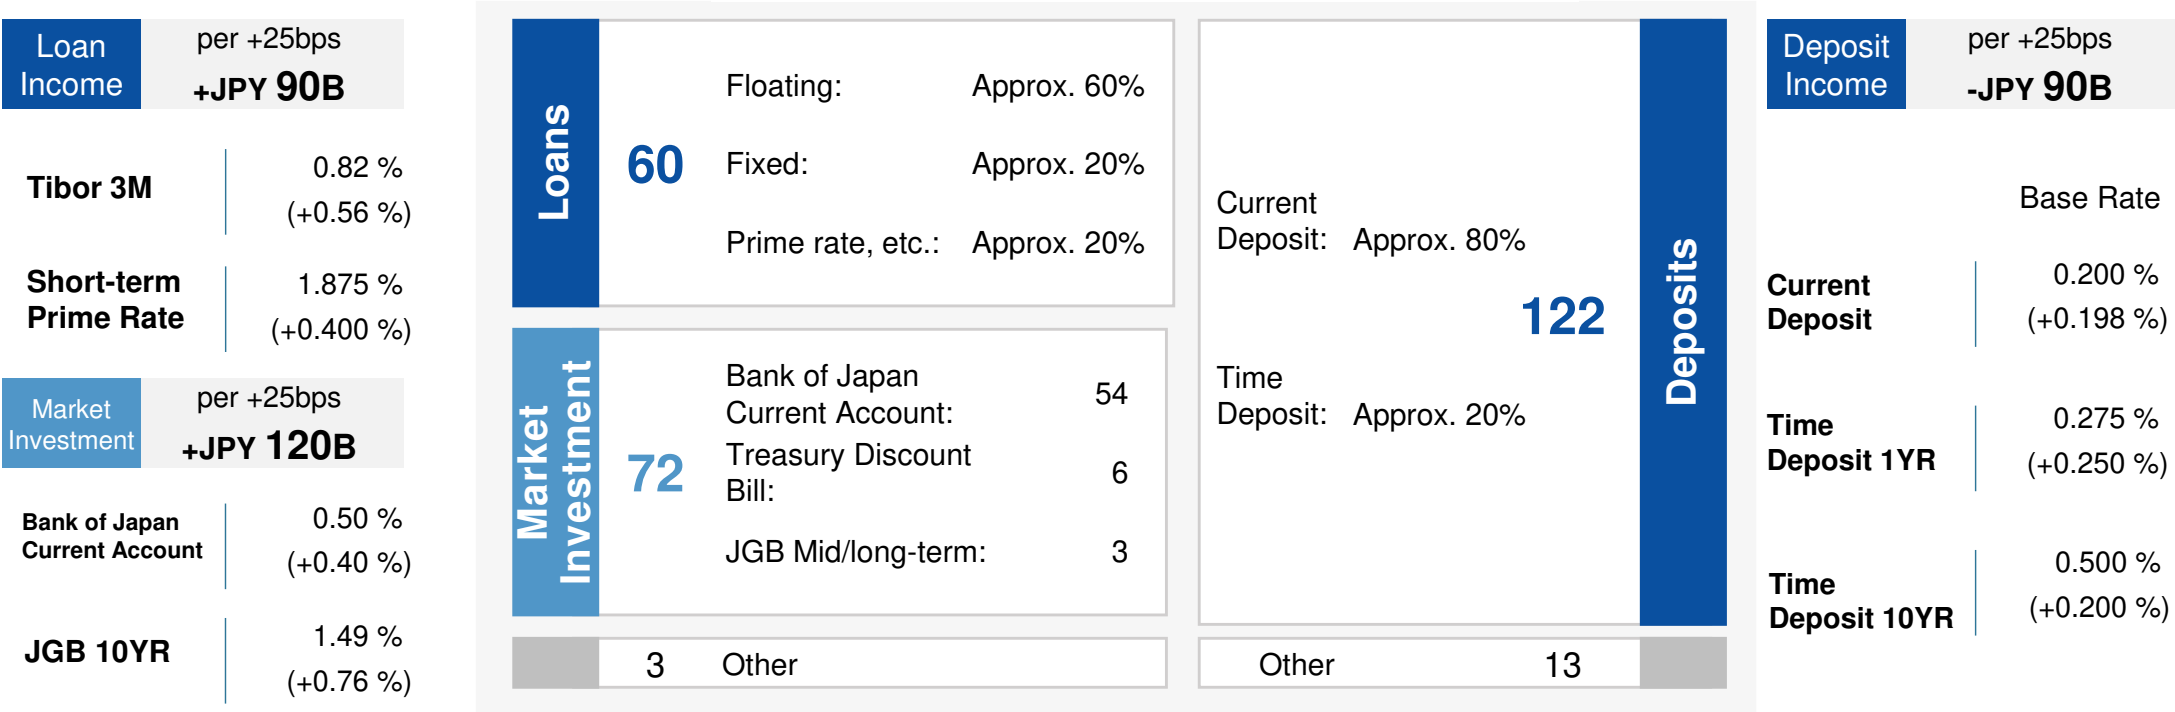 Loan
Income
per +25bps
+JPY 90B
Tibor 3M
0.82 %
(+0.56 %)
Short-term
Prime Rate
1.875 %
(+0.400 %)
Market
Investment
per +25bps
+JPY 120B
Bank of Japan
Current Account
0.50 %
(+0.40 %)
JGB 10YR
1.49 %
(+0.76 %)
Loans
60
Floating: Approx. 60%
Fixed: Approx. 20%
Prime rate, etc.: Approx. 20%
Market
Investment
72
Bank of Japan
Current Account: 54
Treasury Discount
Bill: 6
JGB Mid/long-term: 3
3 Other
Current
Deposit: Approx. 80%
122
Time
Deposit: Approx. 20%
Deposits
Other 13
Deposit
Income
per +25bps
-JPY 90B
Base Rate
Current
Deposit
0.200 %
(+0.198 %)
Time
Deposit 1YR
0.275 %
(+0.250 %)
Time
Deposit 10YR
0.500 %
(+0.200 %)